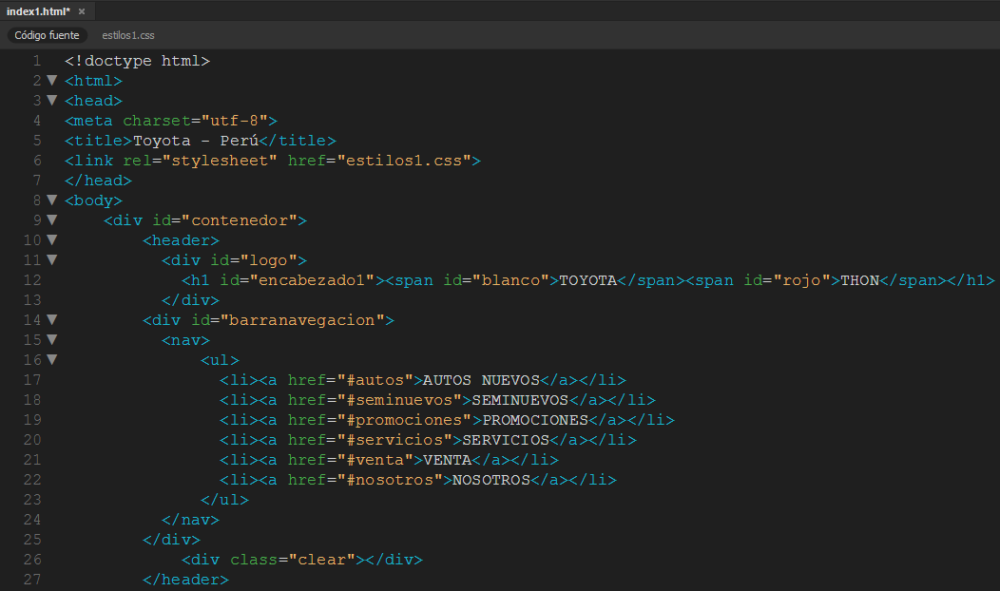 index1.html* ×
Código fuente estilos1.css
1 <!doctype html>
2 ▼ <html>
3 ▼ <head>
4 <meta charset="utf-8">
5 <title>Toyota - Perú</title>
6 <link rel="stylesheet" href="estilos1.css">
7 </head>
8 ▼ <body>
9 ▼ <div id="contenedor">
10 ▼ <header>
11 ▼ <div id="logo">
12 <h1 id="encabezado1"><span id="blanco">TOYOTA</span><span id="rojo">THON</span></h1>
13 </div>
14 ▼ <div id="barranavegacion">
15 ▼ <nav>
16 ▼ <ul>
17 <li><a href="#autos">AUTOS NUEVOS</a></li>
18 <li><a href="#seminuevos">SEMINUEVOS</a></li>
19 <li><a href="#promociones">PROMOCIONES</a></li>
20 <li><a href="#servicios">SERVICIOS</a></li>
21 <li><a href="#venta">VENTA</a></li>
22 <li><a href="#nosotros">NOSOTROS</a></li>
23 </ul>
24 </nav>
25 </div>
26 <div class="clear"></div>
27 </header>